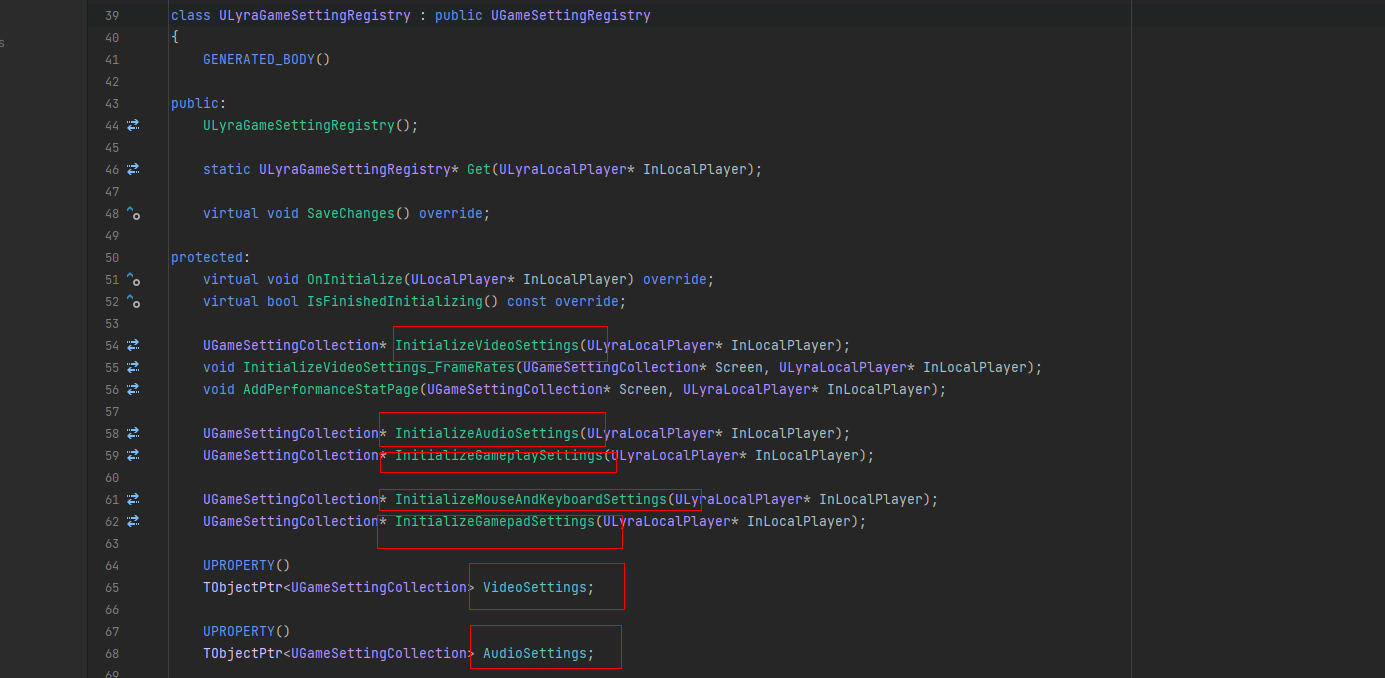 s
39 class ULyraGameSettingRegistry : public UGameSettingRegistry
40 {
41 GENERATED_BODY()
42
43 public:
44 ULyraGameSettingRegistry();
45
46 static ULyraGameSettingRegistry* Get(ULyraLocalPlayer* InLocalPlayer);
47
48 virtual void SaveChanges() override;
49
50 protected:
51 virtual void OnInitialize(ULocalPlayer* InLocalPlayer) override;
52 virtual bool IsFinishedInitializing() const override;
53
54 UGameSettingCollection* InitializeVideoSettings(ULyraLocalPlayer* InLocalPlayer);
55 void InitializeVideoSettings_FrameRates(UGameSettingCollection* Screen, ULyraLocalPlayer* InLocalPlayer);
56 void AddPerformanceStatPage(UGameSettingCollection* Screen, ULyraLocalPlayer* InLocalPlayer);
57
58 UGameSettingCollection* InitializeAudioSettings(ULyraLocalPlayer* InLocalPlayer);
59 UGameSettingCollection* InitializeGameplaySettings(ULyraLocalPlayer* InLocalPlayer);
60
61 UGameSettingCollection* InitializeMouseAndKeyboardSettings(ULyraLocalPlayer* InLocalPlayer);
62 UGameSettingCollection* InitializeGamepadSettings(ULyraLocalPlayer* InLocalPlayer);
63
64 UPROPERTY()
65 TObjectPtr<UGameSettingCollection> VideoSettings;
66
67 UPROPERTY()
68 TObjectPtr<UGameSettingCollection> AudioSettings;
69